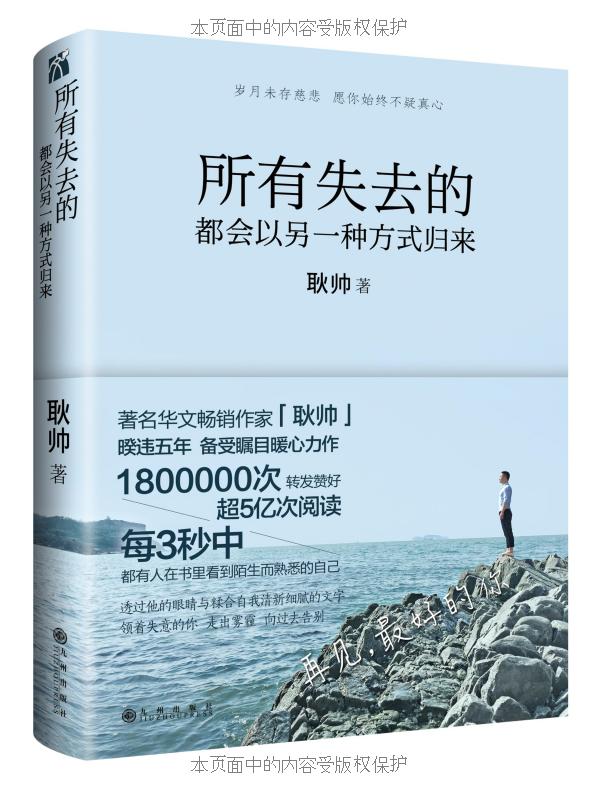 本页面中的内容受版权保护
所有失去的
都会以另一种方式归来
耿帅
著
岁月未存慈悲 愿你始终不疑真心
所有失去的
都会以另一种方式归来
耿帅 著
著名华文畅销作家「耿帅」
暌违五年 备受瞩目暖心力作
1800000次 转发赞好
超5亿次阅读
每3秒中
都有人在书里看到陌生而熟悉的自己
透过他的眼睛与糅合自我清新细腻的文字
领着失意的你 走出雾霾 向过去告别
再见,最好的你
九州出版社
JIUZHOUPRESS
九州出版社
JIUZHOUPRESS
本页面中的内容受版权保护